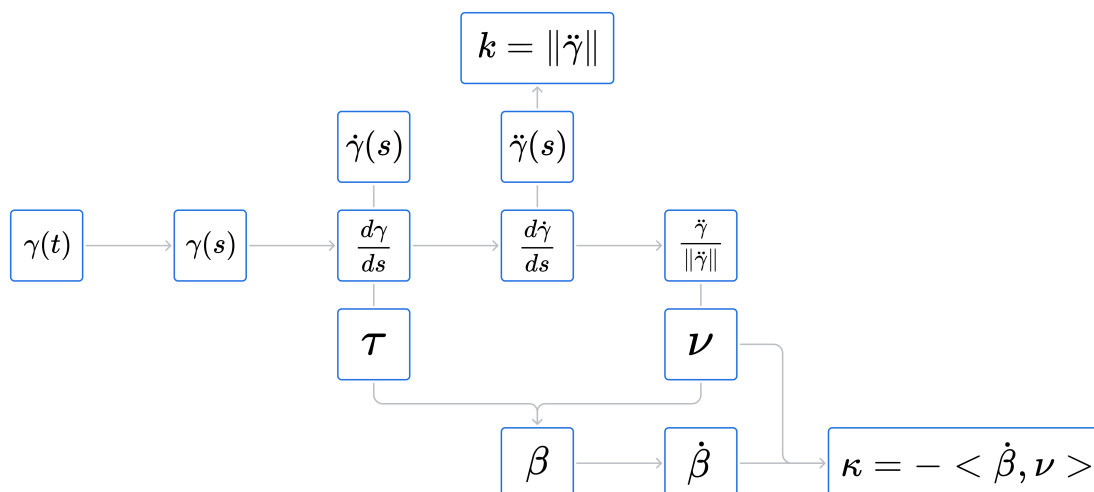 k = ‖γ̈‖
γ̇(s)
γ̈(s)
γ(t)
γ(s)
dγ/ds
dγ̇/ds
γ̈/‖γ̈‖
τ
ν
β
β̇
κ = − < β̇, ν >